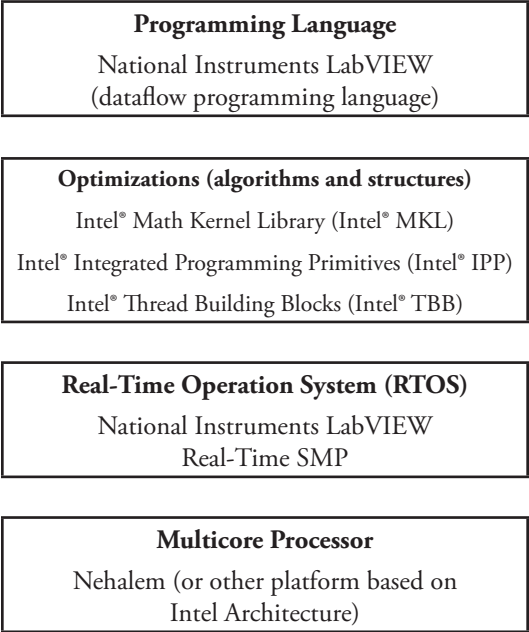 Programming Language
National Instruments LabVIEW
(dataflow programming language)
Optimizations (algorithms and structures)
Intel® Math Kernel Library (Intel® MKL)
Intel® Integrated Programming Primitives (Intel® IPP)
Intel® Thread Building Blocks (Intel® TBB)
Real-Time Operation System (RTOS)
National Instruments LabVIEW
Real-Time SMP
Multicore Processor
Nehalem (or other platform based on
Intel Architecture)